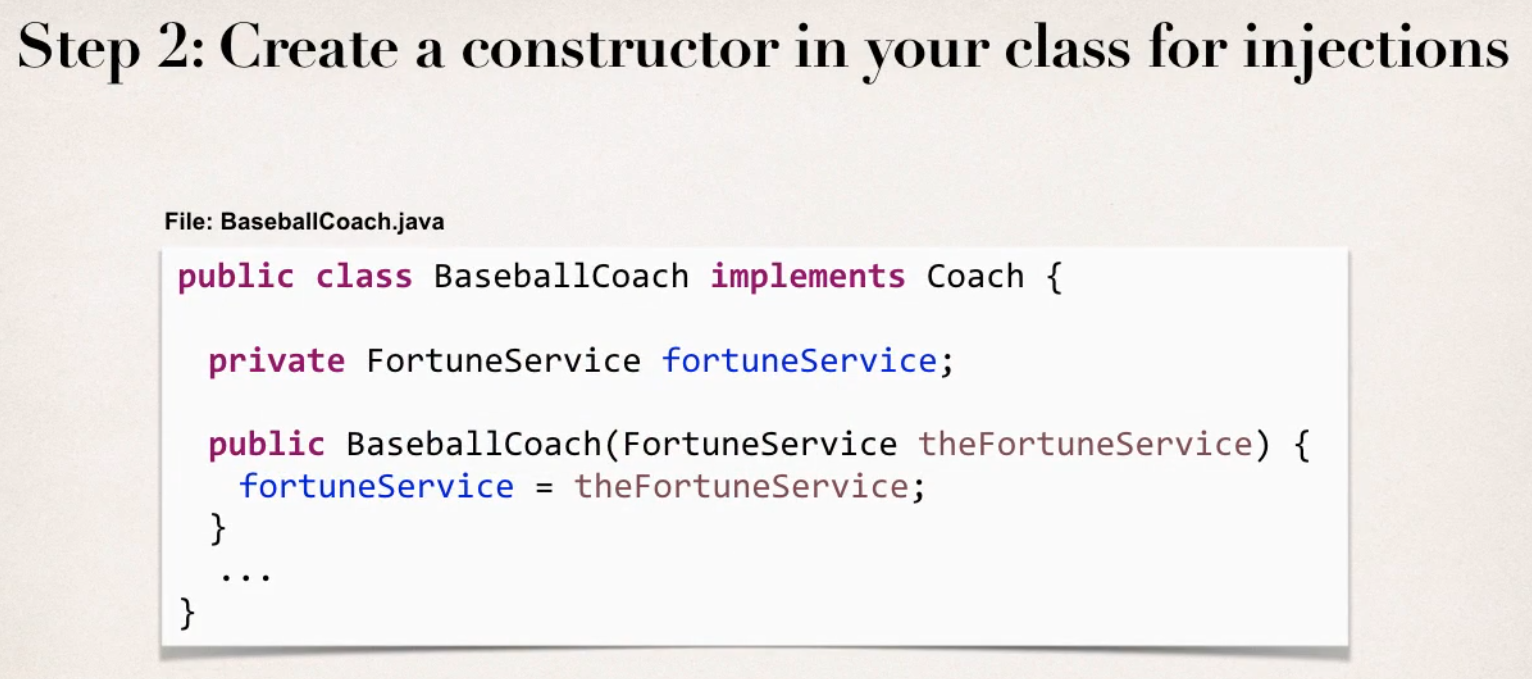 Step 2: Create a constructor in your class for injections
File: BaseballCoach.java
public class BaseballCoach implements Coach {
private FortuneService fortuneService;
public BaseballCoach(FortuneService theFortuneService) {
fortuneService = theFortuneService;
}
...
}